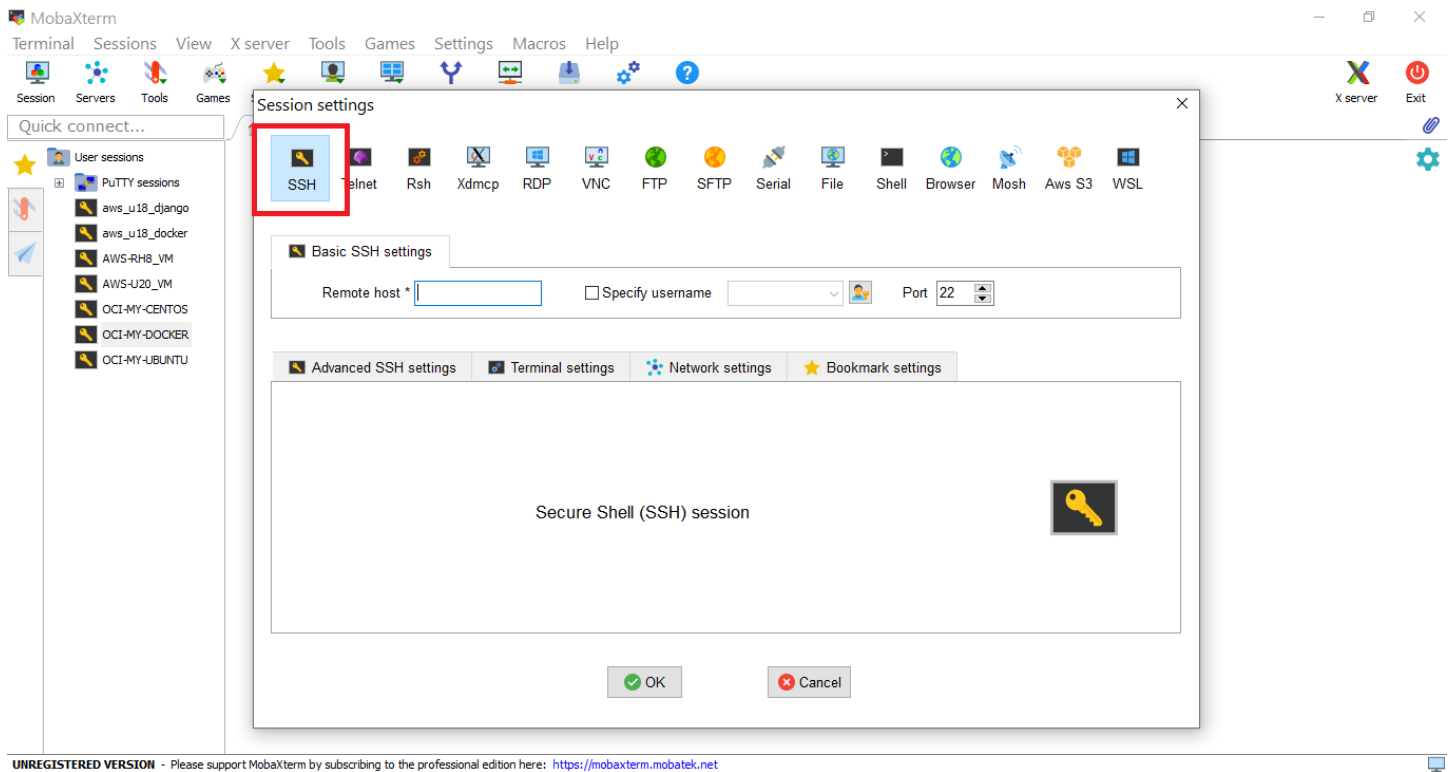 MobaXterm
Terminal Sessions View X server Tools Games Settings Macros Help
Session Servers Tools Games X server Exit
Quick connect...
Session settings
User sessions
PuTTY sessions
aws_u18_django
aws_u18_docker
AWS-RH8_VM
AWS-U20_VM
OCI-MY-CENTOS
OCI-MY-DOCKER
OCI-MY-UBUNTU
SSH Telnet Rsh Xdmcp RDP VNC FTP SFTP Serial File Shell Browser Mosh Aws S3 WSL
Basic SSH settings
Remote host * Specify username Port 22
Advanced SSH settings Terminal settings Network settings Bookmark settings
Secure Shell (SSH) session
OK Cancel
UNREGISTERED VERSION - Please support MobaXterm by subscribing to the professional edition here: https://mobaxterm.mobatek.net